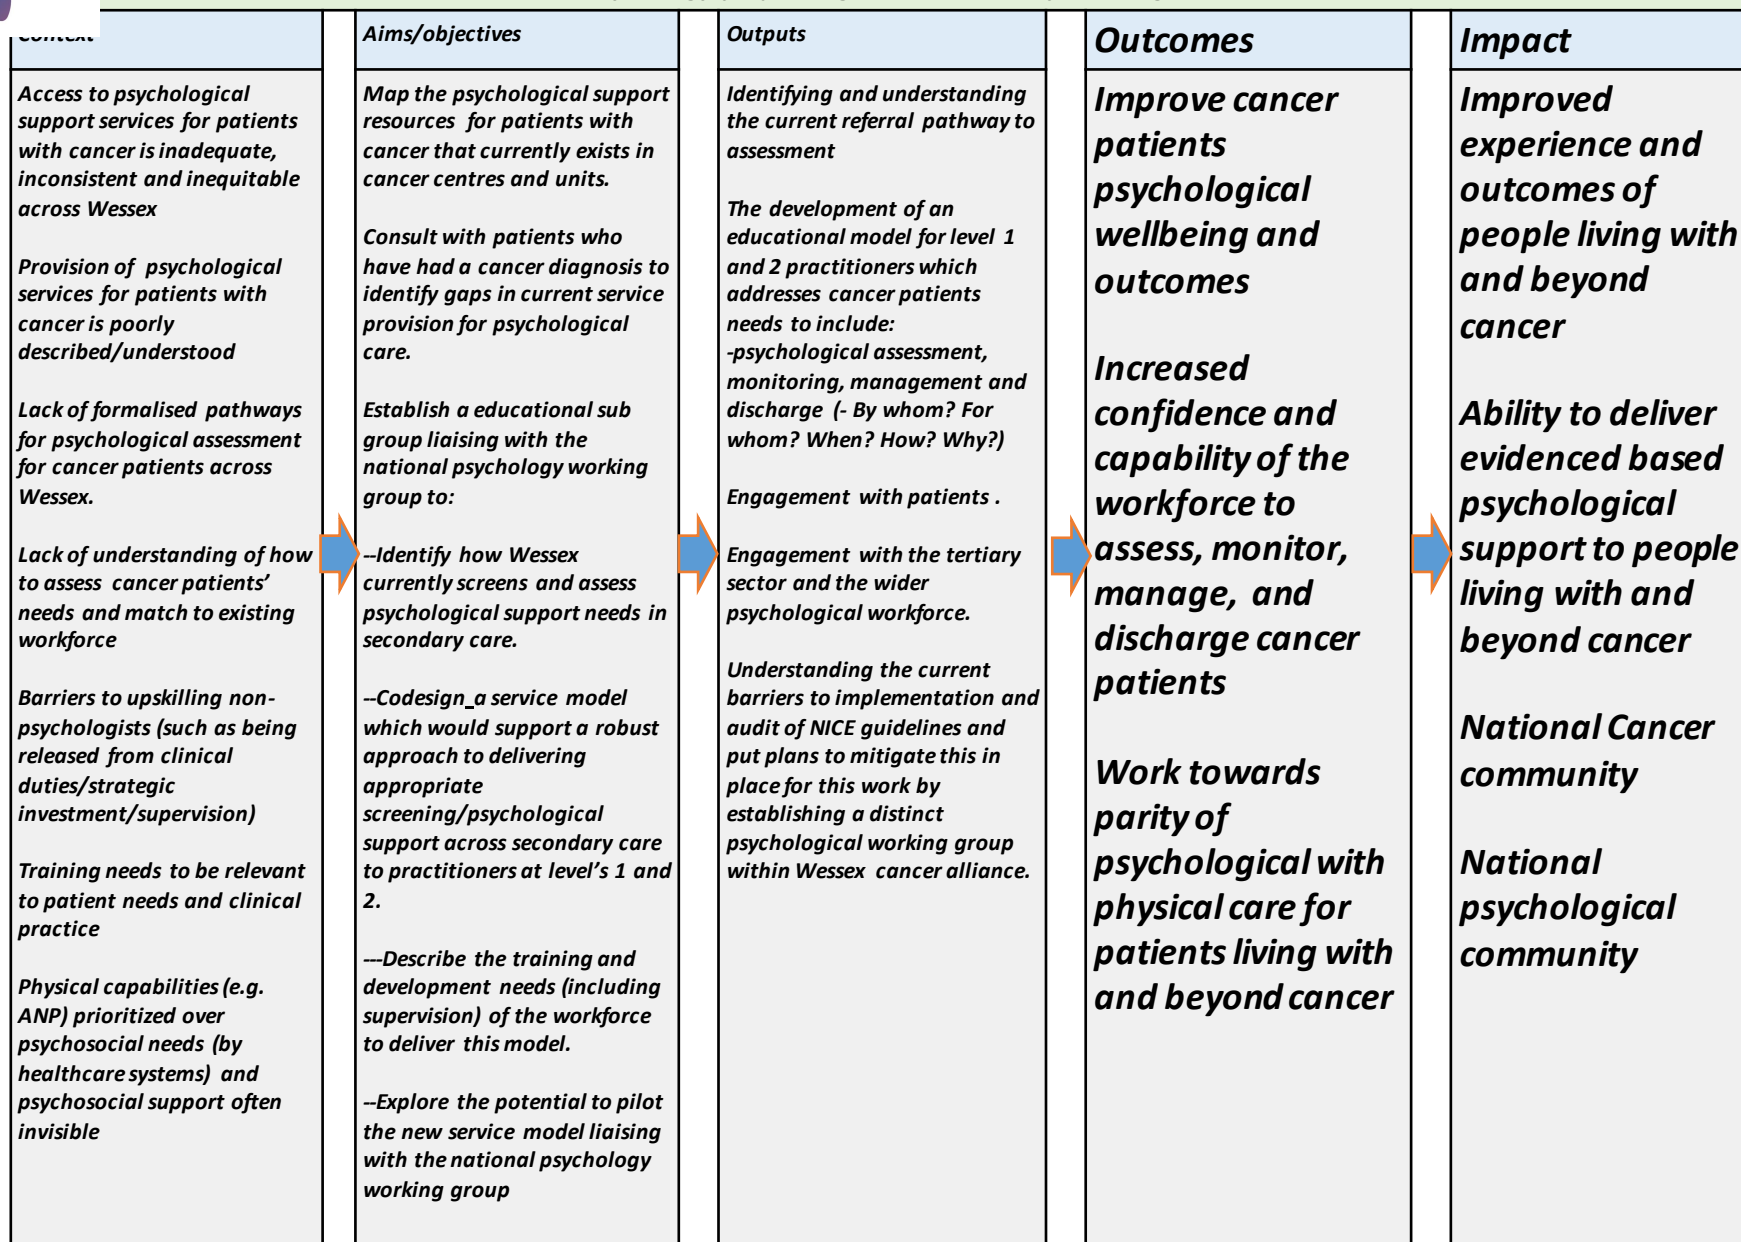 Context
Access to psychological
support services for patients
with cancer is inadequate,
inconsistent and inequitable
across Wessex
Provision of psychological
services for patients with
cancer is poorly
described/understood
Lack of formalised pathways
for psychological assessment
for cancer patients across
Wessex.
Lack of understanding of how
to assess cancer patients’
needs and match to existing
workforce
Barriers to upskilling non-
psychologists (such as being
released from clinical
duties/strategic
investment/supervision)
Training needs to be relevant
to patient needs and clinical
practice
Physical capabilities (e.g.
ANP) prioritized over
psychosocial needs (by
healthcare systems) and
psychosocial support often
invisible
Aims/objectives
Map the psychological support
resources for patients with
cancer that currently exists in
cancer centres and units.
Consult with patients who
have had a cancer diagnosis to
identify gaps in current service
provision for psychological
care.
Establish a educational sub
group liaising with the
national psychology working
group to:
--Identify how Wessex
currently screens and assess
psychological support needs in
secondary care.
--Codesign_a service model
which would support a robust
approach to delivering
appropriate
screening/psychological
support across secondary care
to practitioners at level’s 1 and
2.
---Describe the training and
development needs (including
supervision) of the workforce
to deliver this model.
--Explore the potential to pilot
the new service model liaising
with the national psychology
working group
Outputs
Identifying and understanding
the current referral pathway to
assessment
The development of an
educational model for level 1
and 2 practitioners which
addresses cancer patients
needs to include:
-psychological assessment,
monitoring, management and
discharge (- By whom? For
whom? When? How? Why?)
Engagement with patients .
Engagement with the tertiary
sector and the wider
psychological workforce.
Understanding the current
barriers to implementation and
audit of NICE guidelines and
put plans to mitigate this in
place for this work by
establishing a distinct
psychological working group
within Wessex cancer alliance.
Outcomes
Improve cancer
patients
psychological
wellbeing and
outcomes
Increased
confidence and
capability of the
workforce to
assess, monitor,
manage, and
discharge cancer
patients
Work towards
parity of
psychological with
physical care for
patients living with
and beyond cancer
Impact
Improved
experience and
outcomes of
people living with
and beyond
cancer
Ability to deliver
evidenced based
psychological
support to people
living with and
beyond cancer
National Cancer
community
National
psychological
community